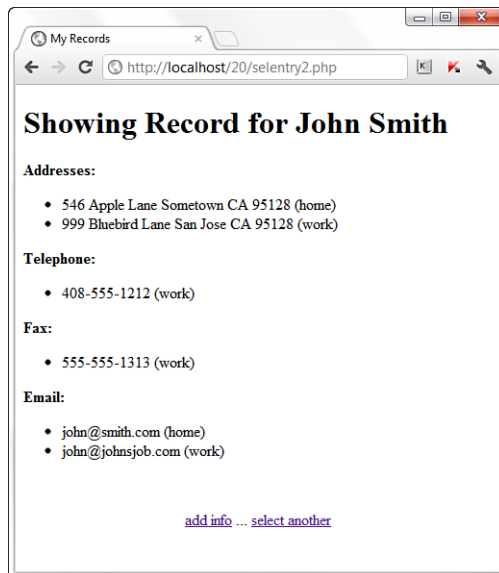 My Records
http://localhost/20/selentry2.php
K
Showing Record for John Smith
Addresses:
546 Apple Lane Sometown CA 95128 (home)
999 Bluebird Lane San Jose CA 95128 (work)
Telephone:
408-555-1212 (work)
Fax:
555-555-1313 (work)
Email:
john@smith.com (home)
john@johnsjob.com (work)
add info ... select another